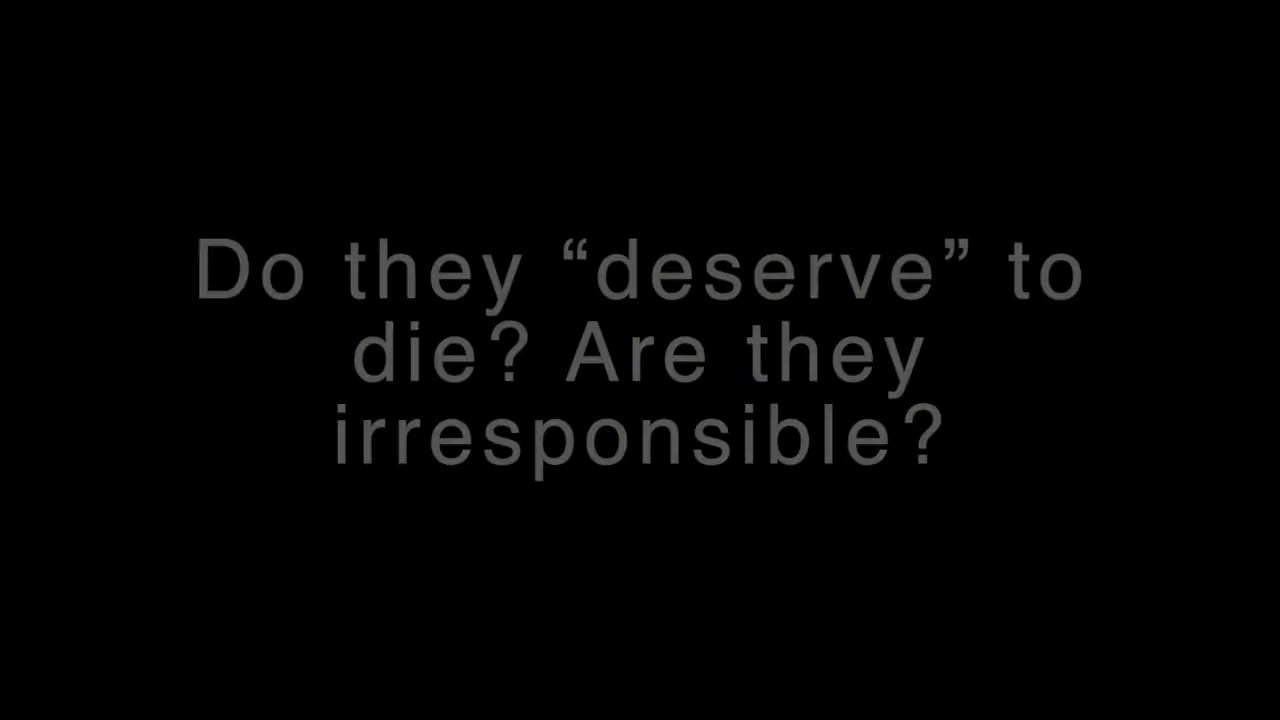 Do they “deserve” to
die? Are they
irresponsible?